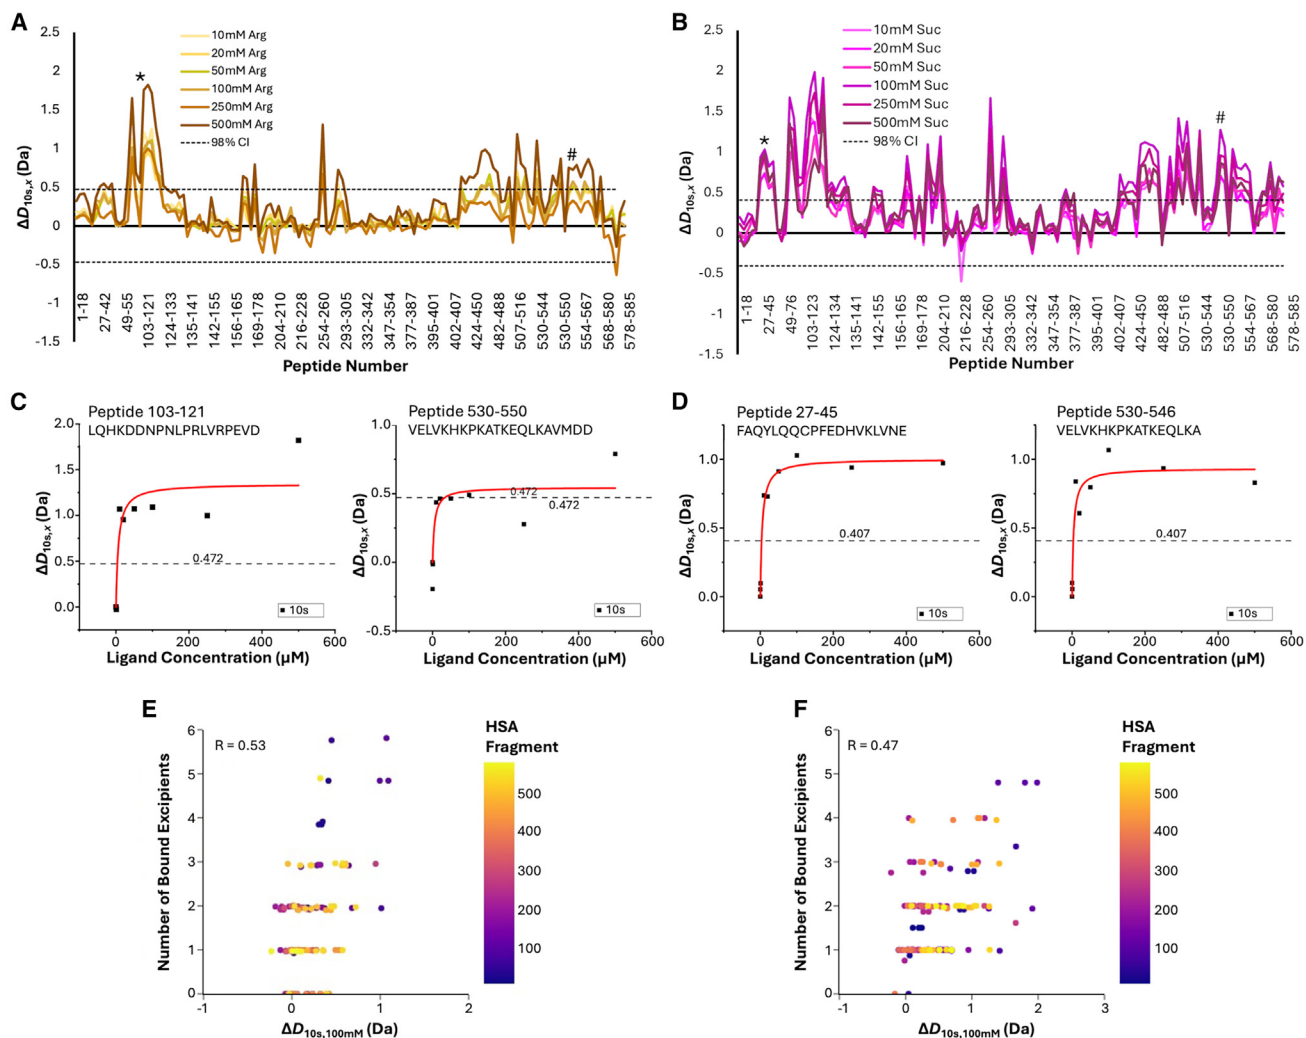 A
2.5
2
1.5
1
0.5
0
-0.5
-1
-1.5
ΔD10s,x (Da)
10mM Arg
20mM Arg
50mM Arg
100mM Arg
250mM Arg
500mM Arg
98% CI
*
#
1-18
27-42
49-55
103-121
124-133
135-141
142-155
156-165
169-178
204-210
216-228
254-260
293-305
332-342
347-354
377-387
395-401
402-407
424-450
482-488
507-516
530-544
530-550
554-567
568-580
578-585
Peptide Number
B
2.5
2
1.5
1
0.5
0
-0.5
-1
-1.5
ΔD10s,x (Da)
10mM Suc
20mM Suc
50mM Suc
100mM Suc
250mM Suc
500mM Suc
98% CI
*
#
1-18
27-45
49-76
103-123
124-134
135-141
142-155
156-165
169-178
204-210
216-228
254-260
293-305
332-342
347-354
377-387
395-401
402-407
424-450
482-488
507-516
530-544
530-550
554-567
568-580
578-585
Peptide Number
C
Peptide 103-121
LQHKDDNPNLPRLVRPEVD
2.0
1.5
1.0
0.5
0.0
ΔD10s,x (Da)
0.472
10s
0
200
400
600
Ligand Concentration (µM)
Peptide 530-550
VELVKHKPKATKEQLKAVMDD
1.0
0.5
0.0
-0.5
ΔD10s,x (Da)
0.472
0.472
10s
0
200
400
600
Ligand Concentration (µM)
D
Peptide 27-45
FAQYLQQCPFEDHVKLVNE
1.0
0.5
0.0
ΔD10s,x (Da)
0.407
10s
0
200
400
600
Ligand Concentration (µM)
Peptide 530-546
VELVKHKPKATKEQLKA
1.0
0.5
0.0
ΔD10s,x (Da)
0.407
10s
0
200
400
600
Ligand Concentration (µM)
E
R = 0.53
6
5
4
3
2
1
0
Number of Bound Excipients
-1
0
1
2
ΔD10s,100mM (Da)
HSA
Fragment
500
400
300
200
100
F
R = 0.47
6
5
4
3
2
1
0
Number of Bound Excipients
-1
0
1
2
3
ΔD10s,100mM (Da)
HSA
Fragment
500
400
300
200
100